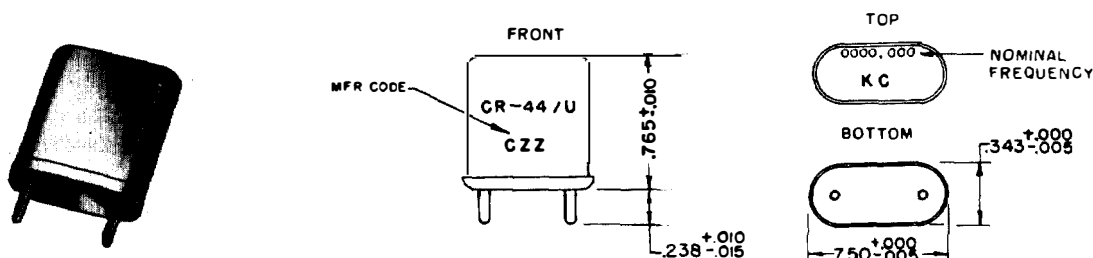 FRONT
MFR CODE
CR-44/U
CZZ
.765±.010
.238 +.010 -.015
TOP
0000.000
NOMINAL
FREQUENCY
KC
BOTTOM
.343 +.000 -.005
.750 +.000 -.005